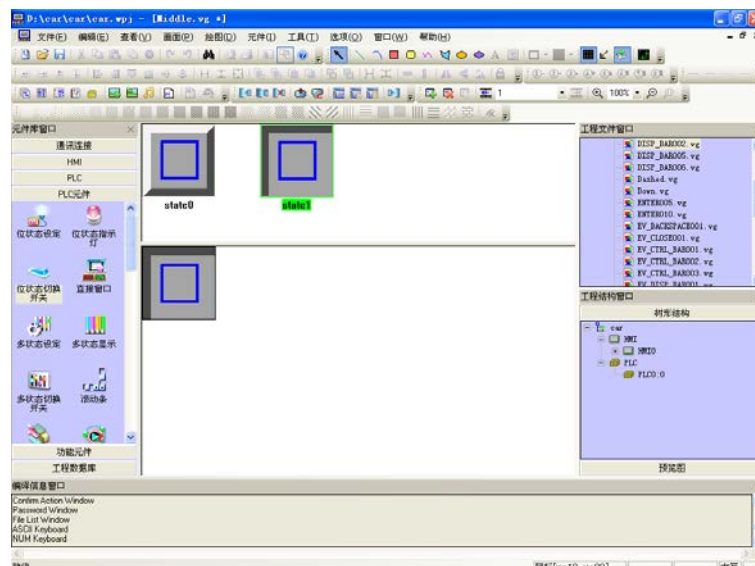 D:\car\car\car.wpj - [Middle.vg *]
文件(F) 编辑(E) 查看(V) 画面(P) 绘图(D) 元件(I) 工具(T) 选项(O) 窗口(W) 帮助(H)
1
100%
元件库窗口
通讯连接
HMI
PLC
PLC元件
位状态设定
位状态指示灯
位状态切换开关
直接窗口
多状态设定
多状态显示
多状态切换开关
滚动条
功能元件
工程数据库
state0
state1
工程文件窗口
DISP_BAR002.vg
DISP_BAR005.vg
DISP_BAR006.vg
Dashed.vg
Down.vg
ENTER005.vg
ENTER010.vg
EV_BACKSPACE001.vg
EV_CLOSE001.vg
EV_CTRL_BAR001.vg
EV_CTRL_BAR002.vg
EV_CTRL_BAR003.vg
EV_DISP_BAR001.vg
工程结构窗口
树形结构
car
HMI
HMI0
PLC
PLC0:0
预览图
编译信息窗口
Confirm Action Window
Password Window
File List Window
ASCII Keyboard
NUM Keyboard